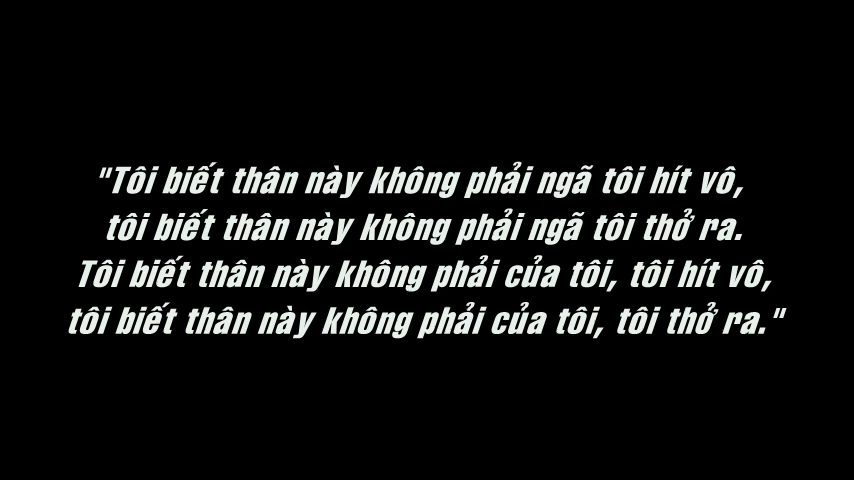 "Tôi biết thân này không phải ngã tôi hít vô,
tôi biết thân này không phải ngã tôi thở ra.
Tôi biết thân này không phải của tôi, tôi hít vô,
tôi biết thân này không phải của tôi, tôi thở ra."